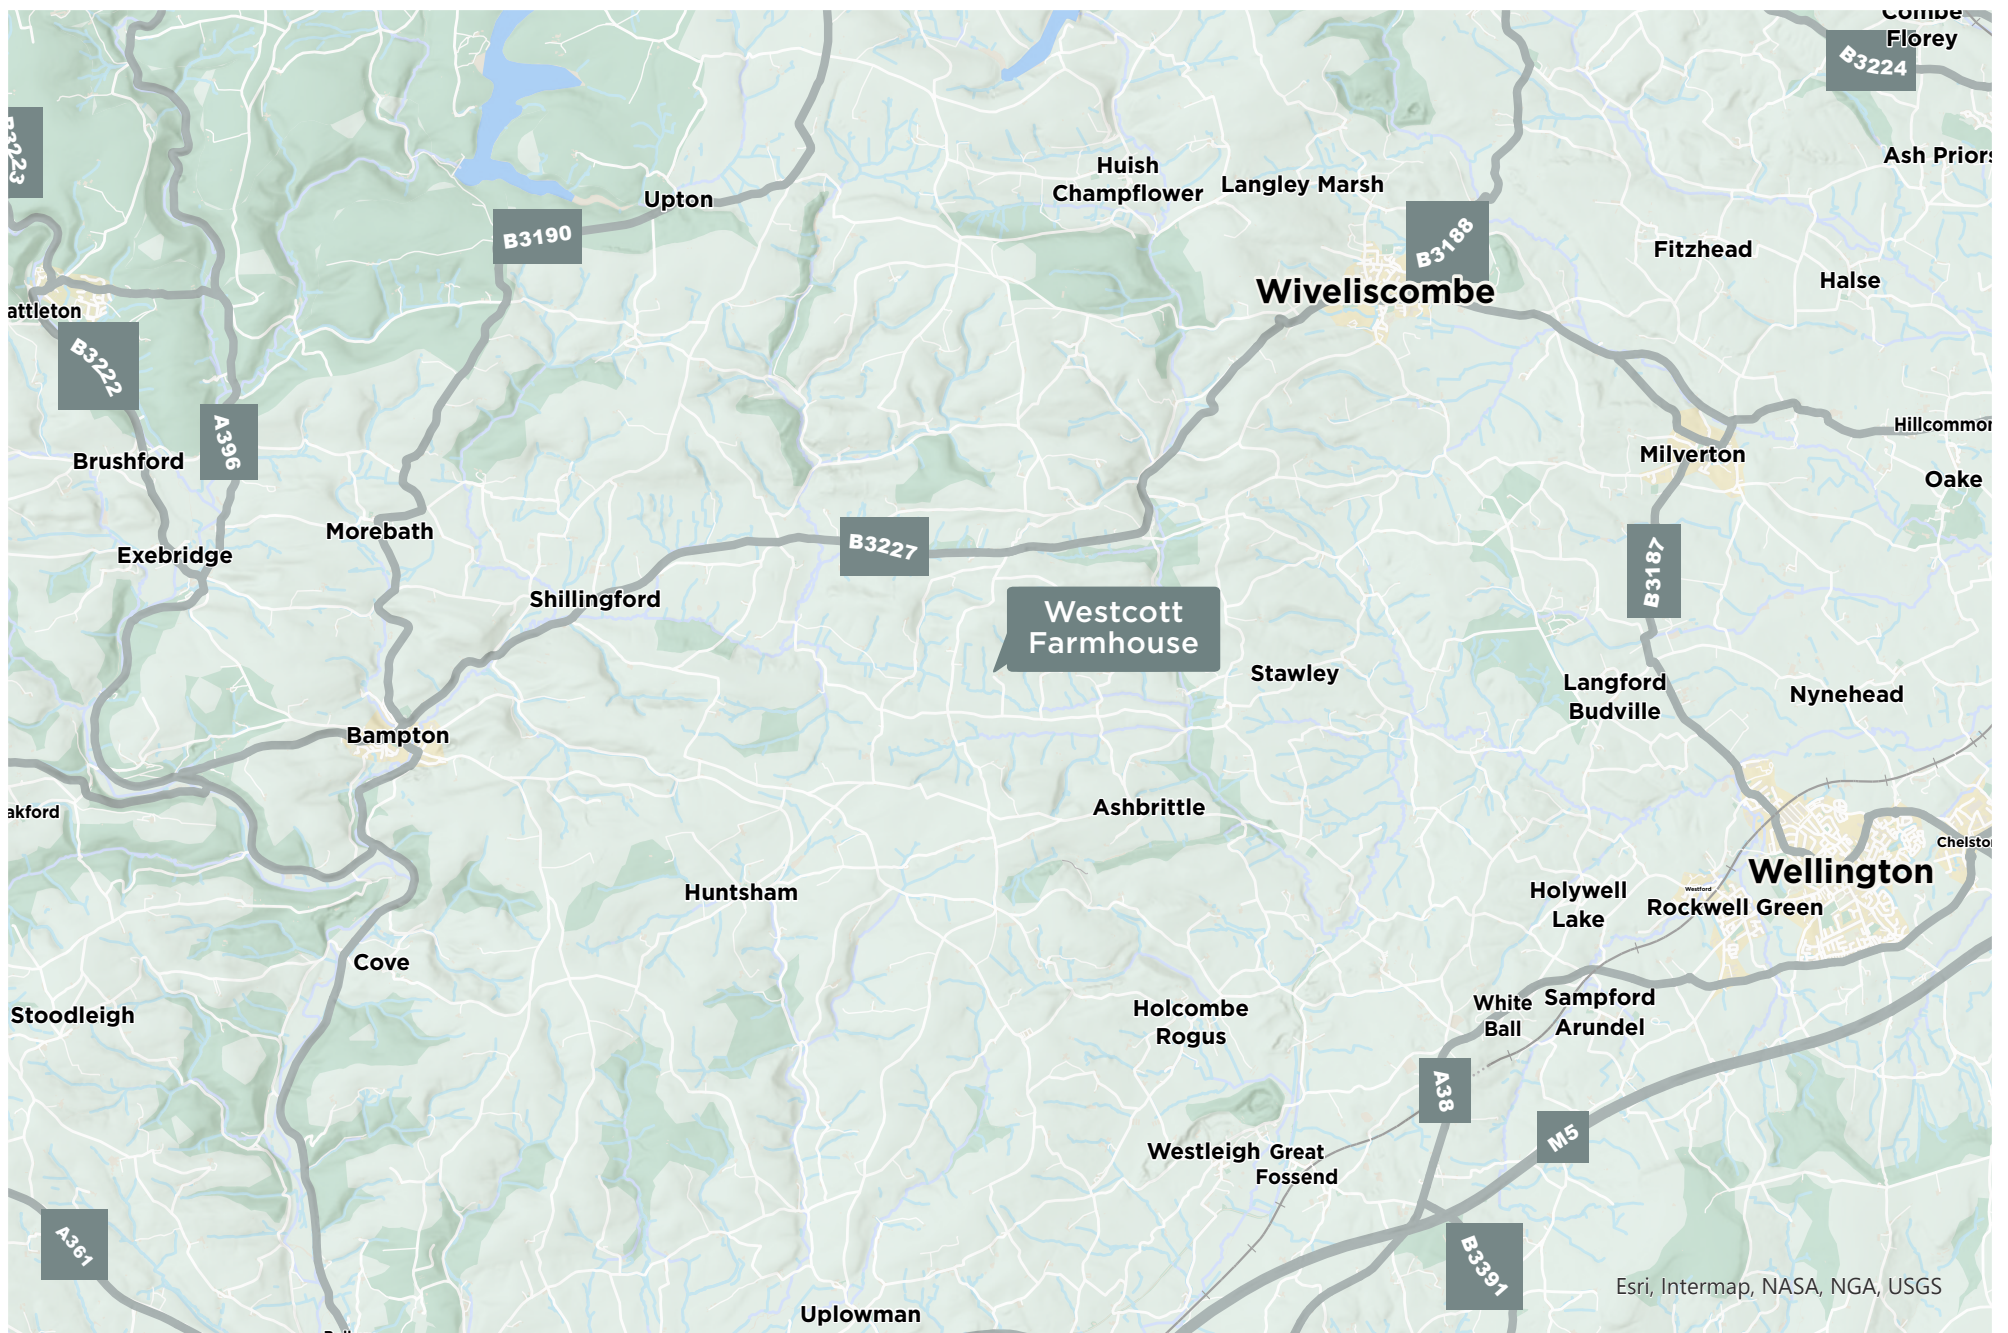 Combe
Florey
B3224
B3223
Ash Priors
Huish
Champflower
Langley Marsh
Upton
B3190
B3188
Fitzhead
Halse
Wiveliscombe
attleton
B3222
A396
Brushford
Hillcommon
Milverton
Oake
Morebath
Exebridge
B3227
B3187
Shillingford
Westcott
Farmhouse
Stawley
Langford
Budville
Nynehead
Bampton
akford
Ashbrittle
Chelston
Wellington
Huntsham
Holywell
Lake
Westford
Rockwell Green
Cove
Stoodleigh
Holcombe
Rogus
White
Ball
Sampford
Arundel
A38
M5
Westleigh
Great
Fossend
A361
B3391
Esri, Intermap, NASA, NGA, USGS
Uplowman